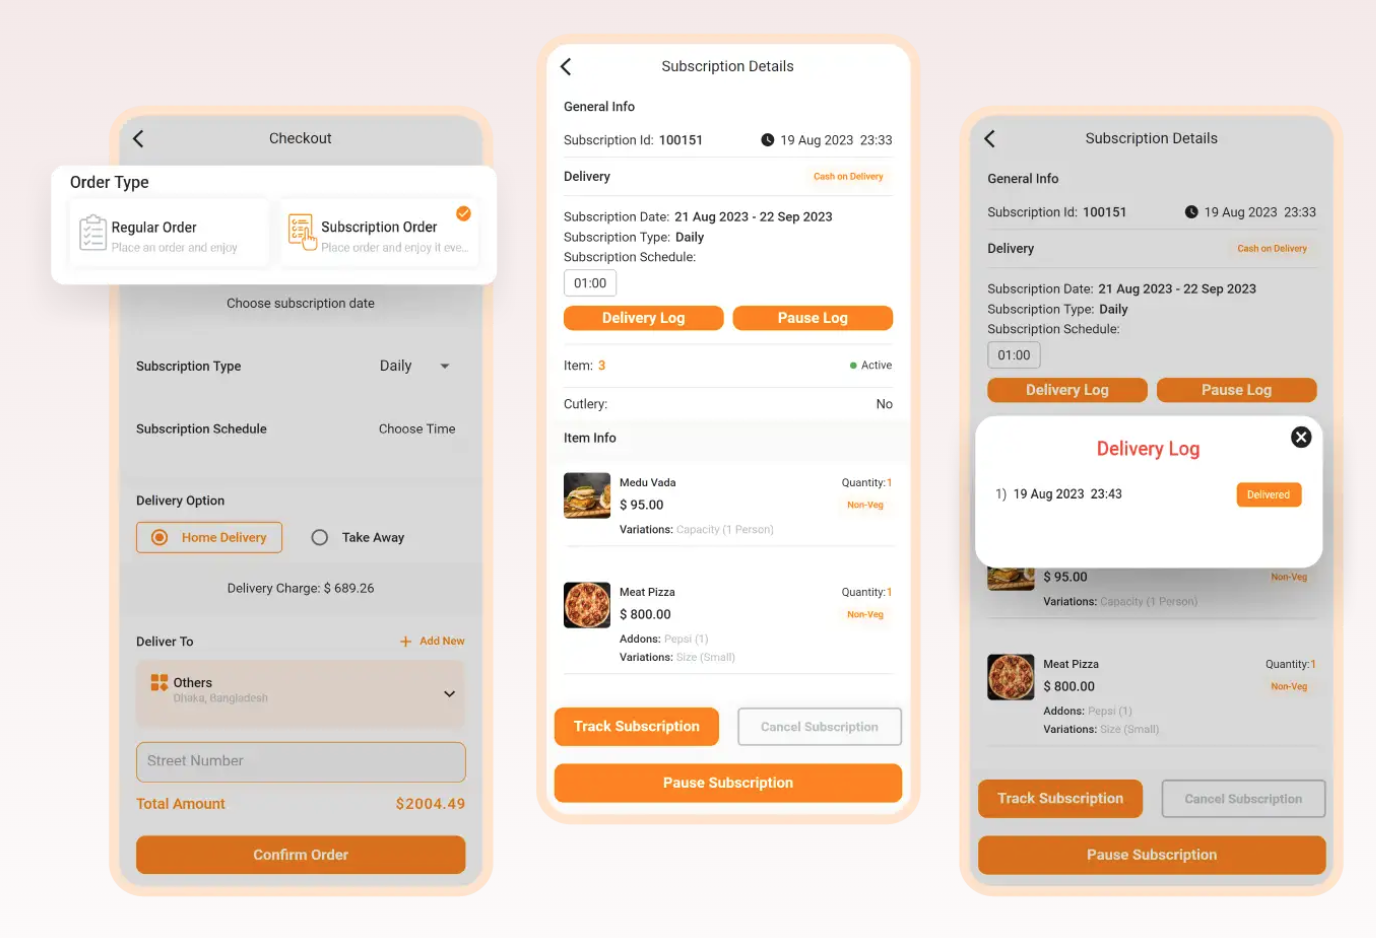 Checkout
Order Type
Regular Order
Place an order and enjoy
Subscription Order
Place order and enjoy it eve...
Choose subscription date
Subscription Type Daily
Subscription Schedule Choose Time
Delivery Option
Home Delivery Take Away
Delivery Charge: $ 689.26
Deliver To + Add New
Others
Dhaka, Bangladesh
Street Number
Total Amount $2004.49
Confirm Order
Subscription Details
General Info
Subscription Id: 100151 19 Aug 2023 23:33
Delivery Cash on Delivery
Subscription Date: 21 Aug 2023 - 22 Sep 2023
Subscription Type: Daily
Subscription Schedule:
01:00
Delivery Log Pause Log
Item: 3 Active
Cutlery: No
Item Info
Medu Vada Quantity:1
$ 95.00 Non-Veg
Variations: Capacity (1 Person)
Meat Pizza Quantity:1
$ 800.00 Non-Veg
Addons: Pepsi (1)
Variations: Size (Small)
Track Subscription Cancel Subscription
Pause Subscription
Subscription Details
General Info
Subscription Id: 100151 19 Aug 2023 23:33
Delivery Cash on Delivery
Subscription Date: 21 Aug 2023 - 22 Sep 2023
Subscription Type: Daily
Subscription Schedule:
01:00
Delivery Log Pause Log
Delivery Log
1) 19 Aug 2023 23:43 Delivered
$ 95.00 Non-Veg
Variations: Capacity (1 Person)
Meat Pizza Quantity:1
$ 800.00 Non-Veg
Addons: Pepsi (1)
Variations: Size (Small)
Track Subscription Cancel Subscription
Pause Subscription